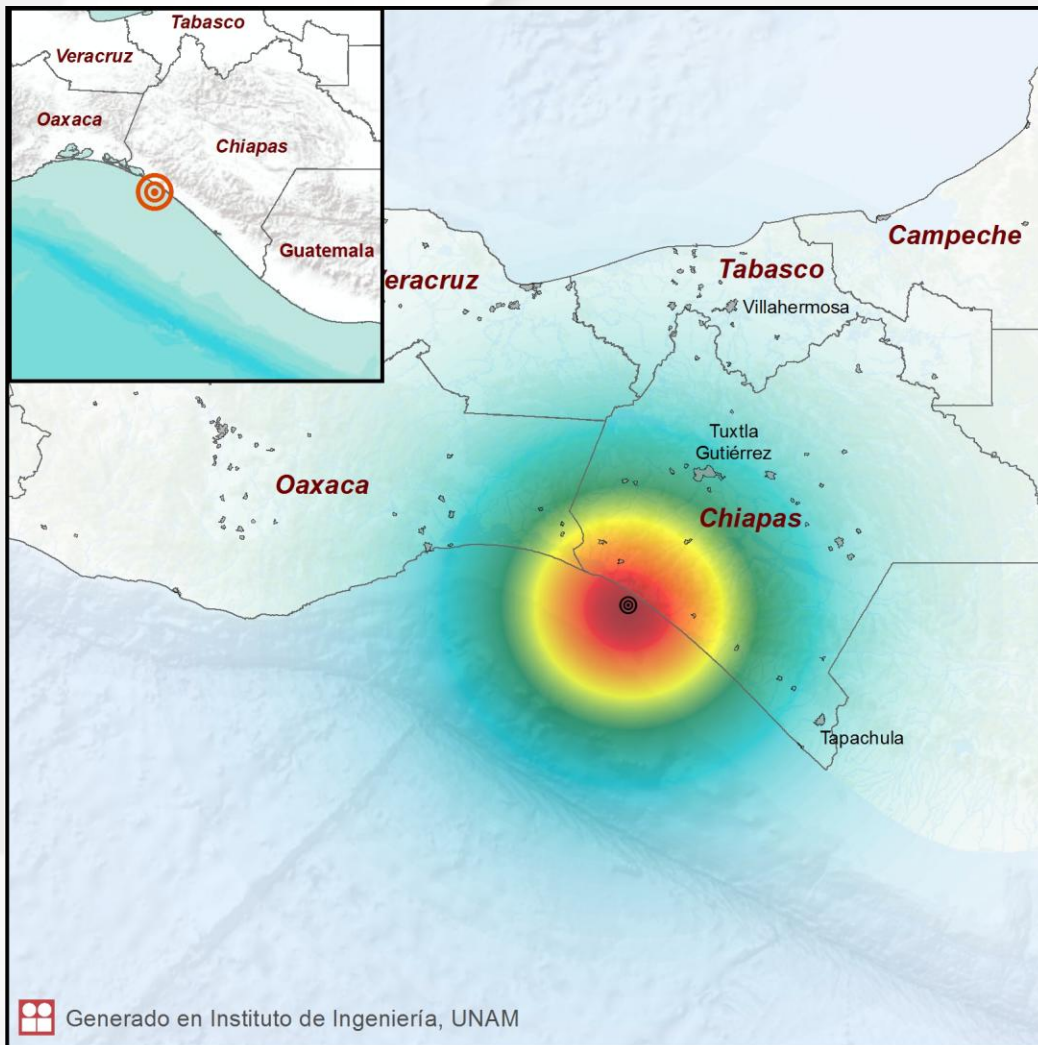 Tabasco
Veracruz
Oaxaca
Chiapas
Guatemala
Campeche
eracruz
Tabasco
Villahermosa
Tuxtla
Gutiérrez
Oaxaca
Chiapas
Tapachula
Generado en Instituto de Ingeniería, UNAM